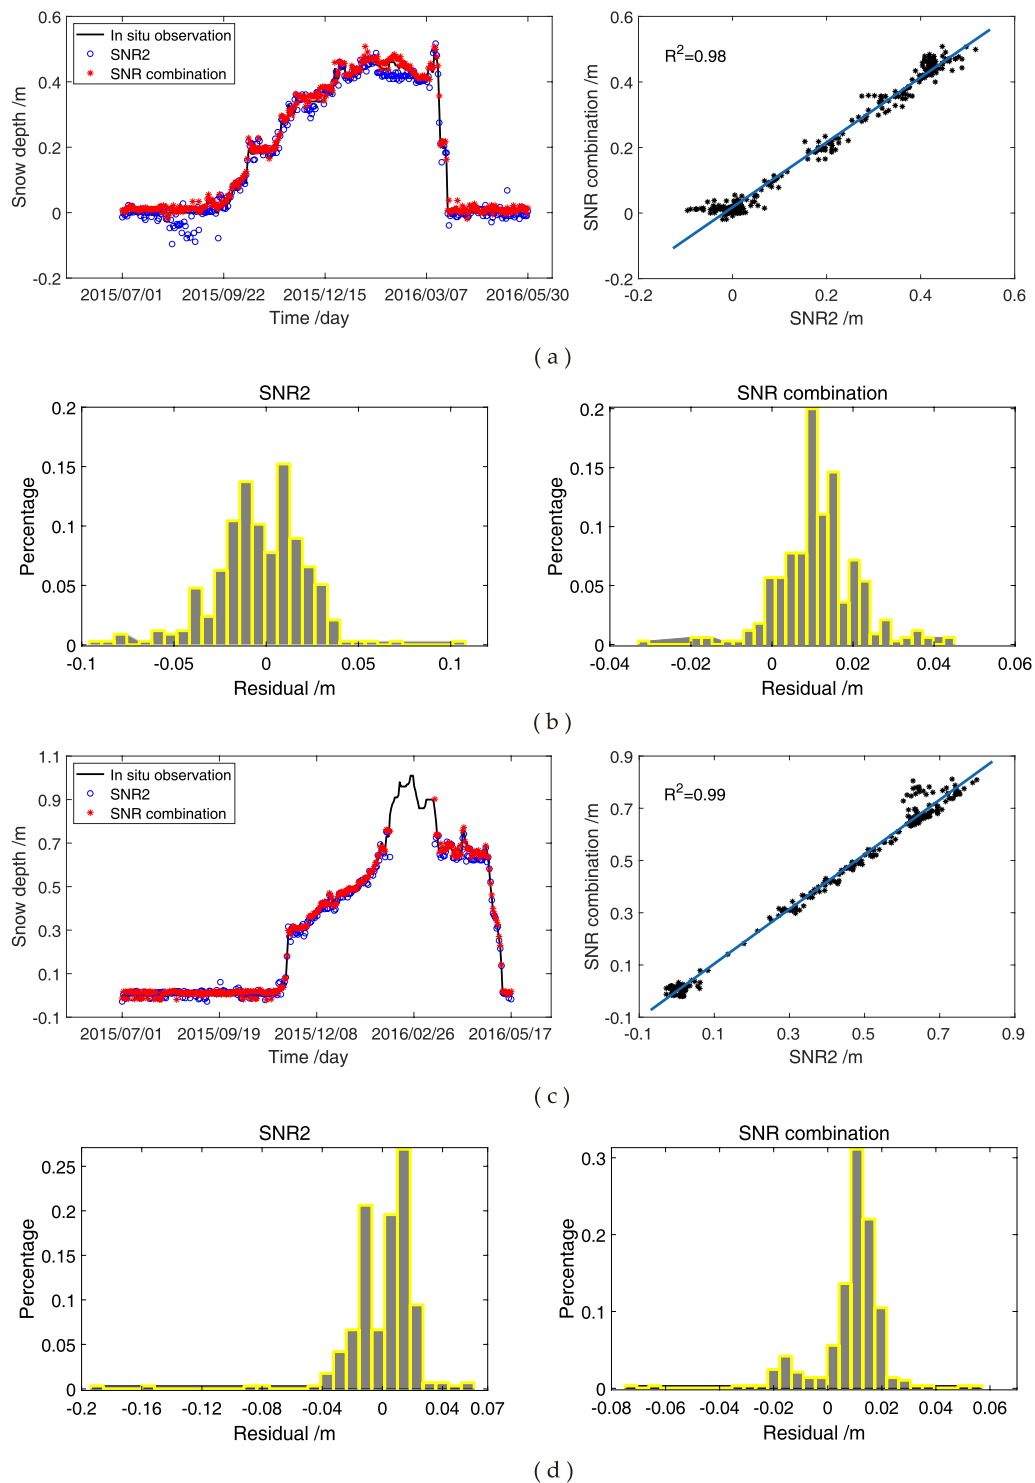 0.6
0.4
0.2
0
-0.2
Snow depth /m
In situ observation
SNR2
SNR combination
2015/07/01 2015/09/22 2015/12/15 2016/03/07 2016/05/30
Time /day
0.6
0.4
0.2
0
-0.2
SNR combination /m
R²=0.98
-0.2 0 0.2 0.4 0.6
SNR2 /m
( a )
SNR2
0.2
0.15
0.1
0.05
0
Percentage
-0.1 -0.05 0 0.05 0.1
Residual /m
SNR combination
0.2
0.15
0.1
0.05
0
Percentage
-0.04 -0.02 0 0.02 0.04 0.06
Residual /m
( b )
1.1
0.9
0.7
0.5
0.3
0.1
-0.1
Snow depth /m
In situ observation
SNR2
SNR combination
2015/07/01 2015/09/19 2015/12/08 2016/02/26 2016/05/17
Time /day
0.9
0.7
0.5
0.3
0.1
-0.1
SNR combination /m
R²=0.99
0.1 0.3 0.5 0.7 0.9
SNR2 /m
( c )
SNR2
0.25
0.2
0.15
0.1
0.05
0
Percentage
-0.2 -0.16 -0.12 -0.08 -0.04 0 0.04 0.07
Residual /m
SNR combination
0.3
0.2
0.1
0
Percentage
-0.08 -0.06 -0.04 -0.02 0 0.02 0.04 0.06
Residual /m
( d )